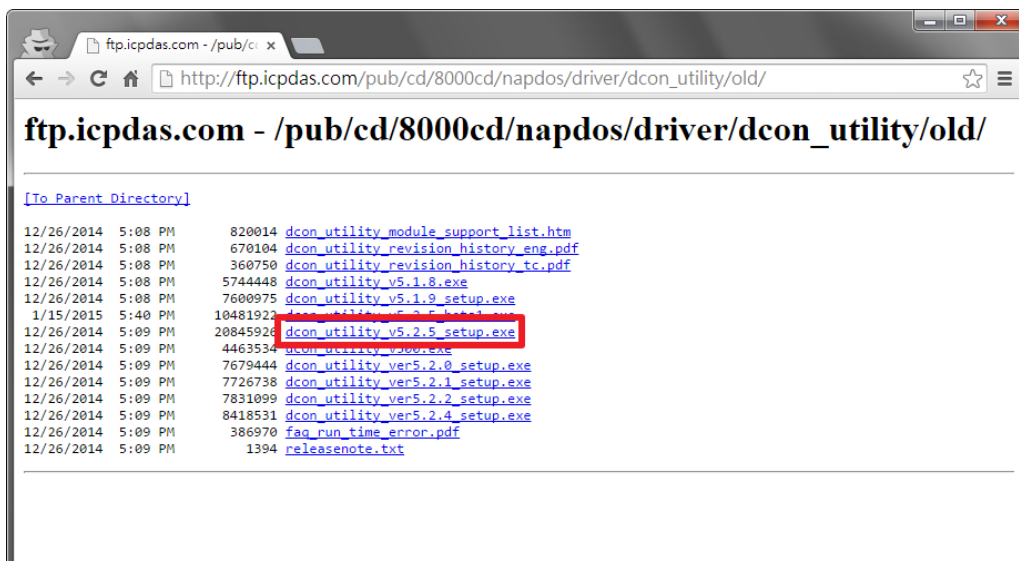 ftp.icpdas.com - /pub/c
http://ftp.icpdas.com/pub/cd/8000cd/napdos/driver/dcon_utility/old/
ftp.icpdas.com - /pub/cd/8000cd/napdos/driver/dcon_utility/old/
[To Parent Directory]
12/26/2014 5:08 PM 820014 dcon_utility_module_support_list.htm
12/26/2014 5:08 PM 670104 dcon_utility_revision_history_eng.pdf
12/26/2014 5:08 PM 360750 dcon_utility_revision_history_tc.pdf
12/26/2014 5:08 PM 5744448 dcon_utility_v5.1.8.exe
12/26/2014 5:08 PM 7600975 dcon_utility_v5.1.9_setup.exe
1/15/2015 5:40 PM 10481922
12/26/2014 5:09 PM 20845926 dcon_utility_v5.2.5_setup.exe
12/26/2014 5:09 PM 4463534 dcon_utility_v500.exe
12/26/2014 5:09 PM 7679444 dcon_utility_ver5.2.0_setup.exe
12/26/2014 5:09 PM 7726738 dcon_utility_ver5.2.1_setup.exe
12/26/2014 5:09 PM 7831099 dcon_utility_ver5.2.2_setup.exe
12/26/2014 5:09 PM 8418531 dcon_utility_ver5.2.4_setup.exe
12/26/2014 5:09 PM 386970 faq_run_time_error.pdf
12/26/2014 5:09 PM 1394 releasenote.txt